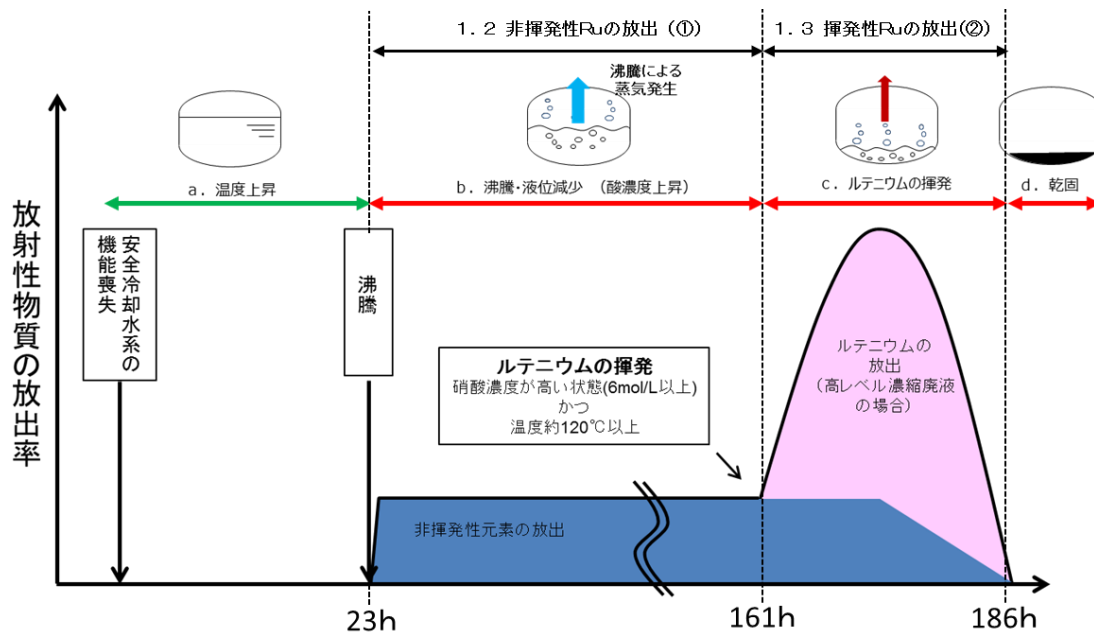 1.2 非揮発性Ruの放出 (①)
1.3 揮発性Ruの放出(②)
沸騰による
蒸気発生
a. 温度上昇
b. 沸騰・液位減少 (酸濃度上昇)
c. ルテニウムの揮発
d. 乾固
放射性物質の放出率
安全冷却水系の
機能喪失
沸騰
ルテニウムの揮発
硝酸濃度が高い状態(6mol/L以上)
かつ
温度約120℃以上
ルテニウムの
放出
(高レベル濃縮廃液
の場合)
非揮発性元素の放出
23h
161h
186h